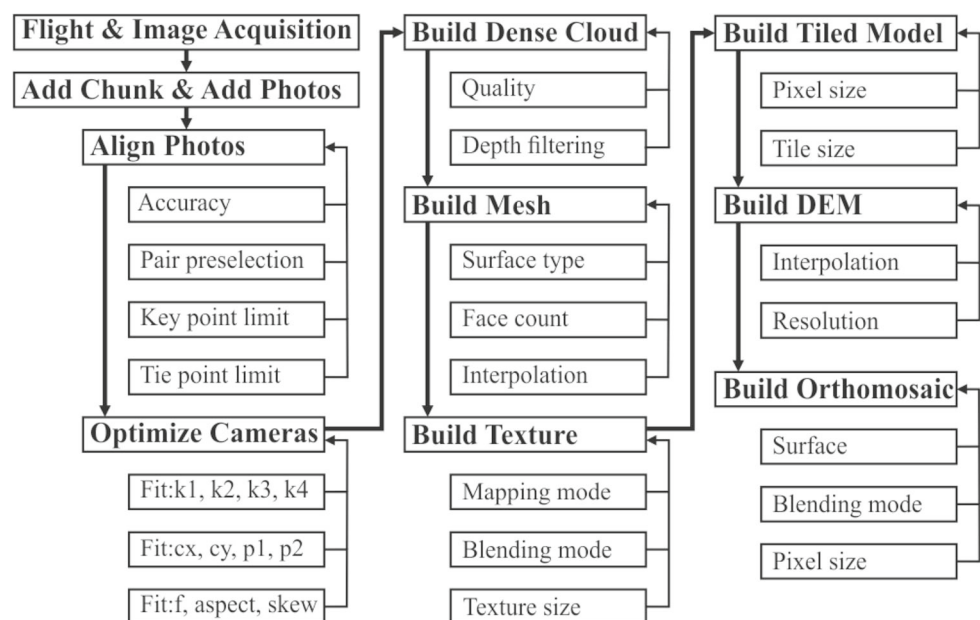 Flight & Image Acquisition
Add Chunk & Add Photos
Align Photos
Accuracy
Pair preselection
Key point limit
Tie point limit
Optimize Cameras
Fit:k1, k2, k3, k4
Fit:cx, cy, p1, p2
Fit:f, aspect, skew
Build Dense Cloud
Quality
Depth filtering
Build Mesh
Surface type
Face count
Interpolation
Build Texture
Mapping mode
Blending mode
Texture size
Build Tiled Model
Pixel size
Tile size
Build DEM
Interpolation
Resolution
Build Orthomosaic
Surface
Blending mode
Pixel size